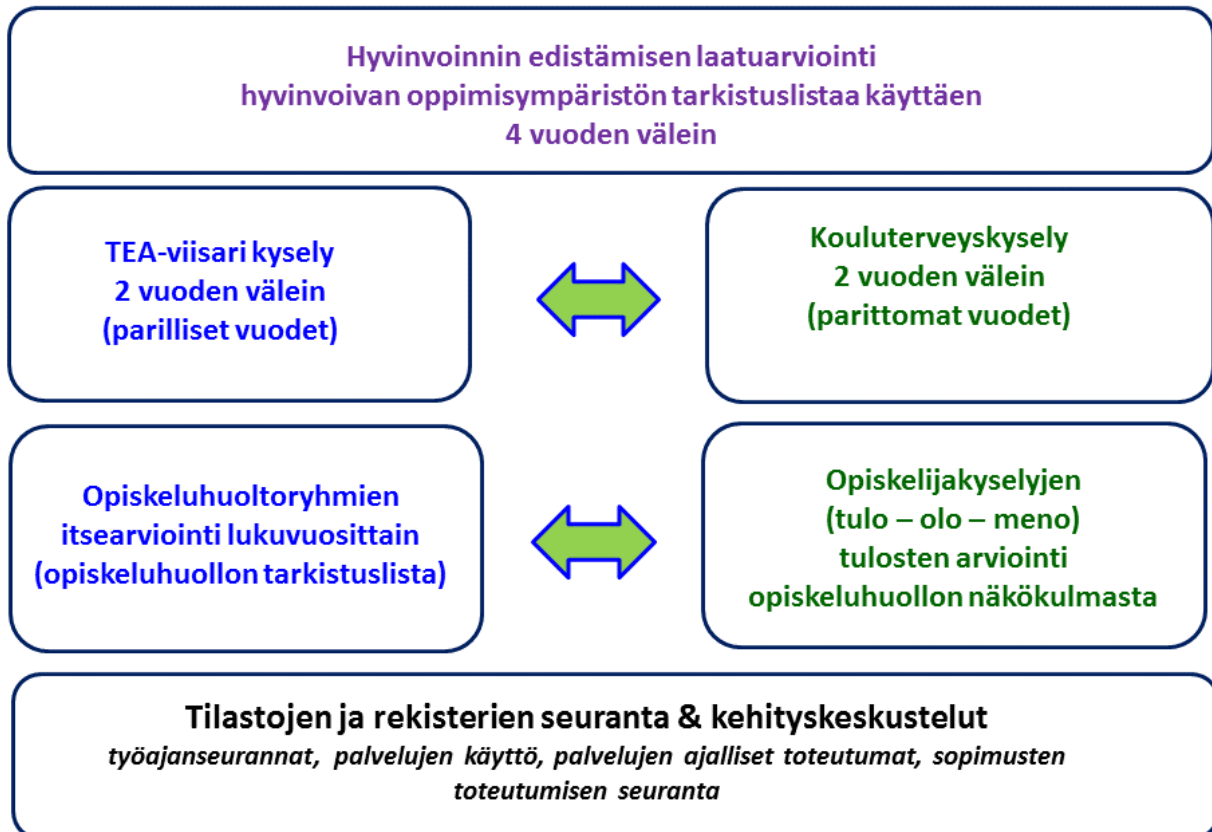 Hyvinvoinnin edistämisen laatuarviointi
hyvinvoivan oppimisympäristön tarkistuslistaa käyttäen
4 vuoden välein
TEA-viisari kysely
2 vuoden välein
(parilliset vuodet)
Kouluterveyskysely
2 vuoden välein
(parittomat vuodet)
Opiskeluhuoltoryhmien
itsearviointi lukuvuosittain
(opiskeluhuollon tarkistuslista)
Opiskelijakyselyjen
(tulo – olo – meno)
tulosten arviointi
opiskeluhuollon näkökulmasta
Tilastojen ja rekisterien seuranta & kehityskeskustelut
työajanseurannat, palvelujen käyttö, palvelujen ajalliset toteutumat, sopimusten
toteutumisen seuranta